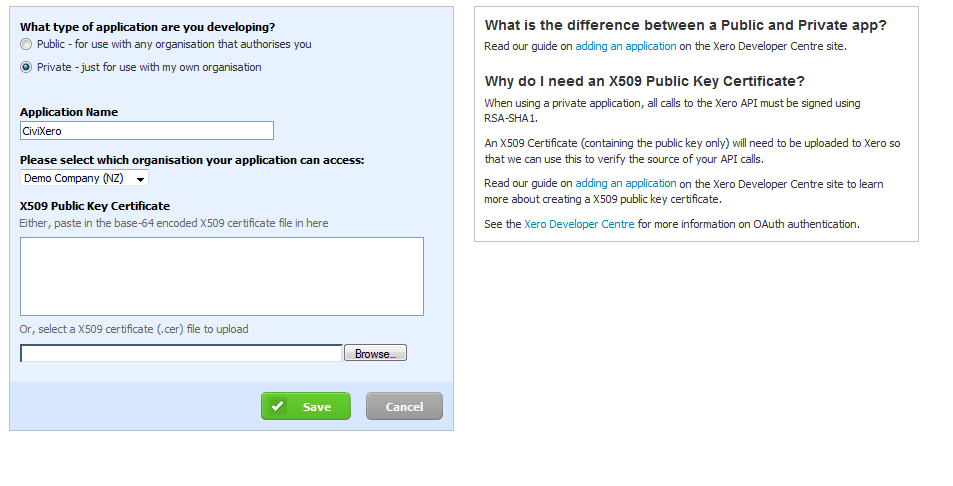 What type of application are you developing?
Public - for use with any organisation that authorises you
Private - just for use with my own organisation
Application Name
CiviXero
Please select which organisation your application can access:
Demo Company (NZ)
X509 Public Key Certificate
Either, paste in the base-64 encoded X509 certificate file in here
Or, select a X509 certificate (.cer) file to upload
Browse...
Save
Cancel
What is the difference between a Public and Private app?
Read our guide on adding an application on the Xero Developer Centre site.
Why do I need an X509 Public Key Certificate?
When using a private application, all calls to the Xero API must be signed using
RSA-SHA1.
An X509 Certificate (containing the public key only) will need to be uploaded to Xero so
that we can use this to verify the source of your API calls.
Read our guide on adding an application on the Xero Developer Centre site to learn
more about creating a X509 public key certificate.
See the Xero Developer Centre for more information on OAuth authentication.